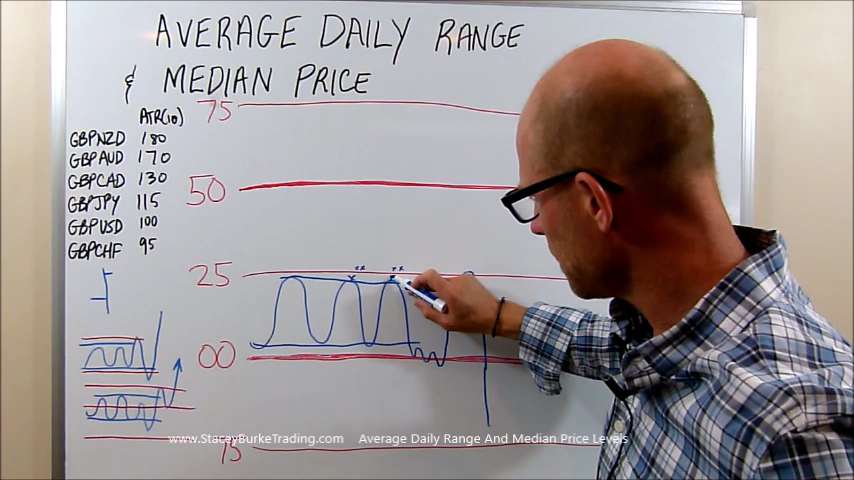 AVERAGE DAILY RANGE
& MEDIAN PRICE
ATR(10)
GBPNZD 180
GBPAUD 170
GBPCAD 130
GBPJPY 115
GBPUSD 100
GBPCHF 95
75
50
25
00
75
www.StaceyBurkeTrading.com Average Daily Range And Median Price Levels